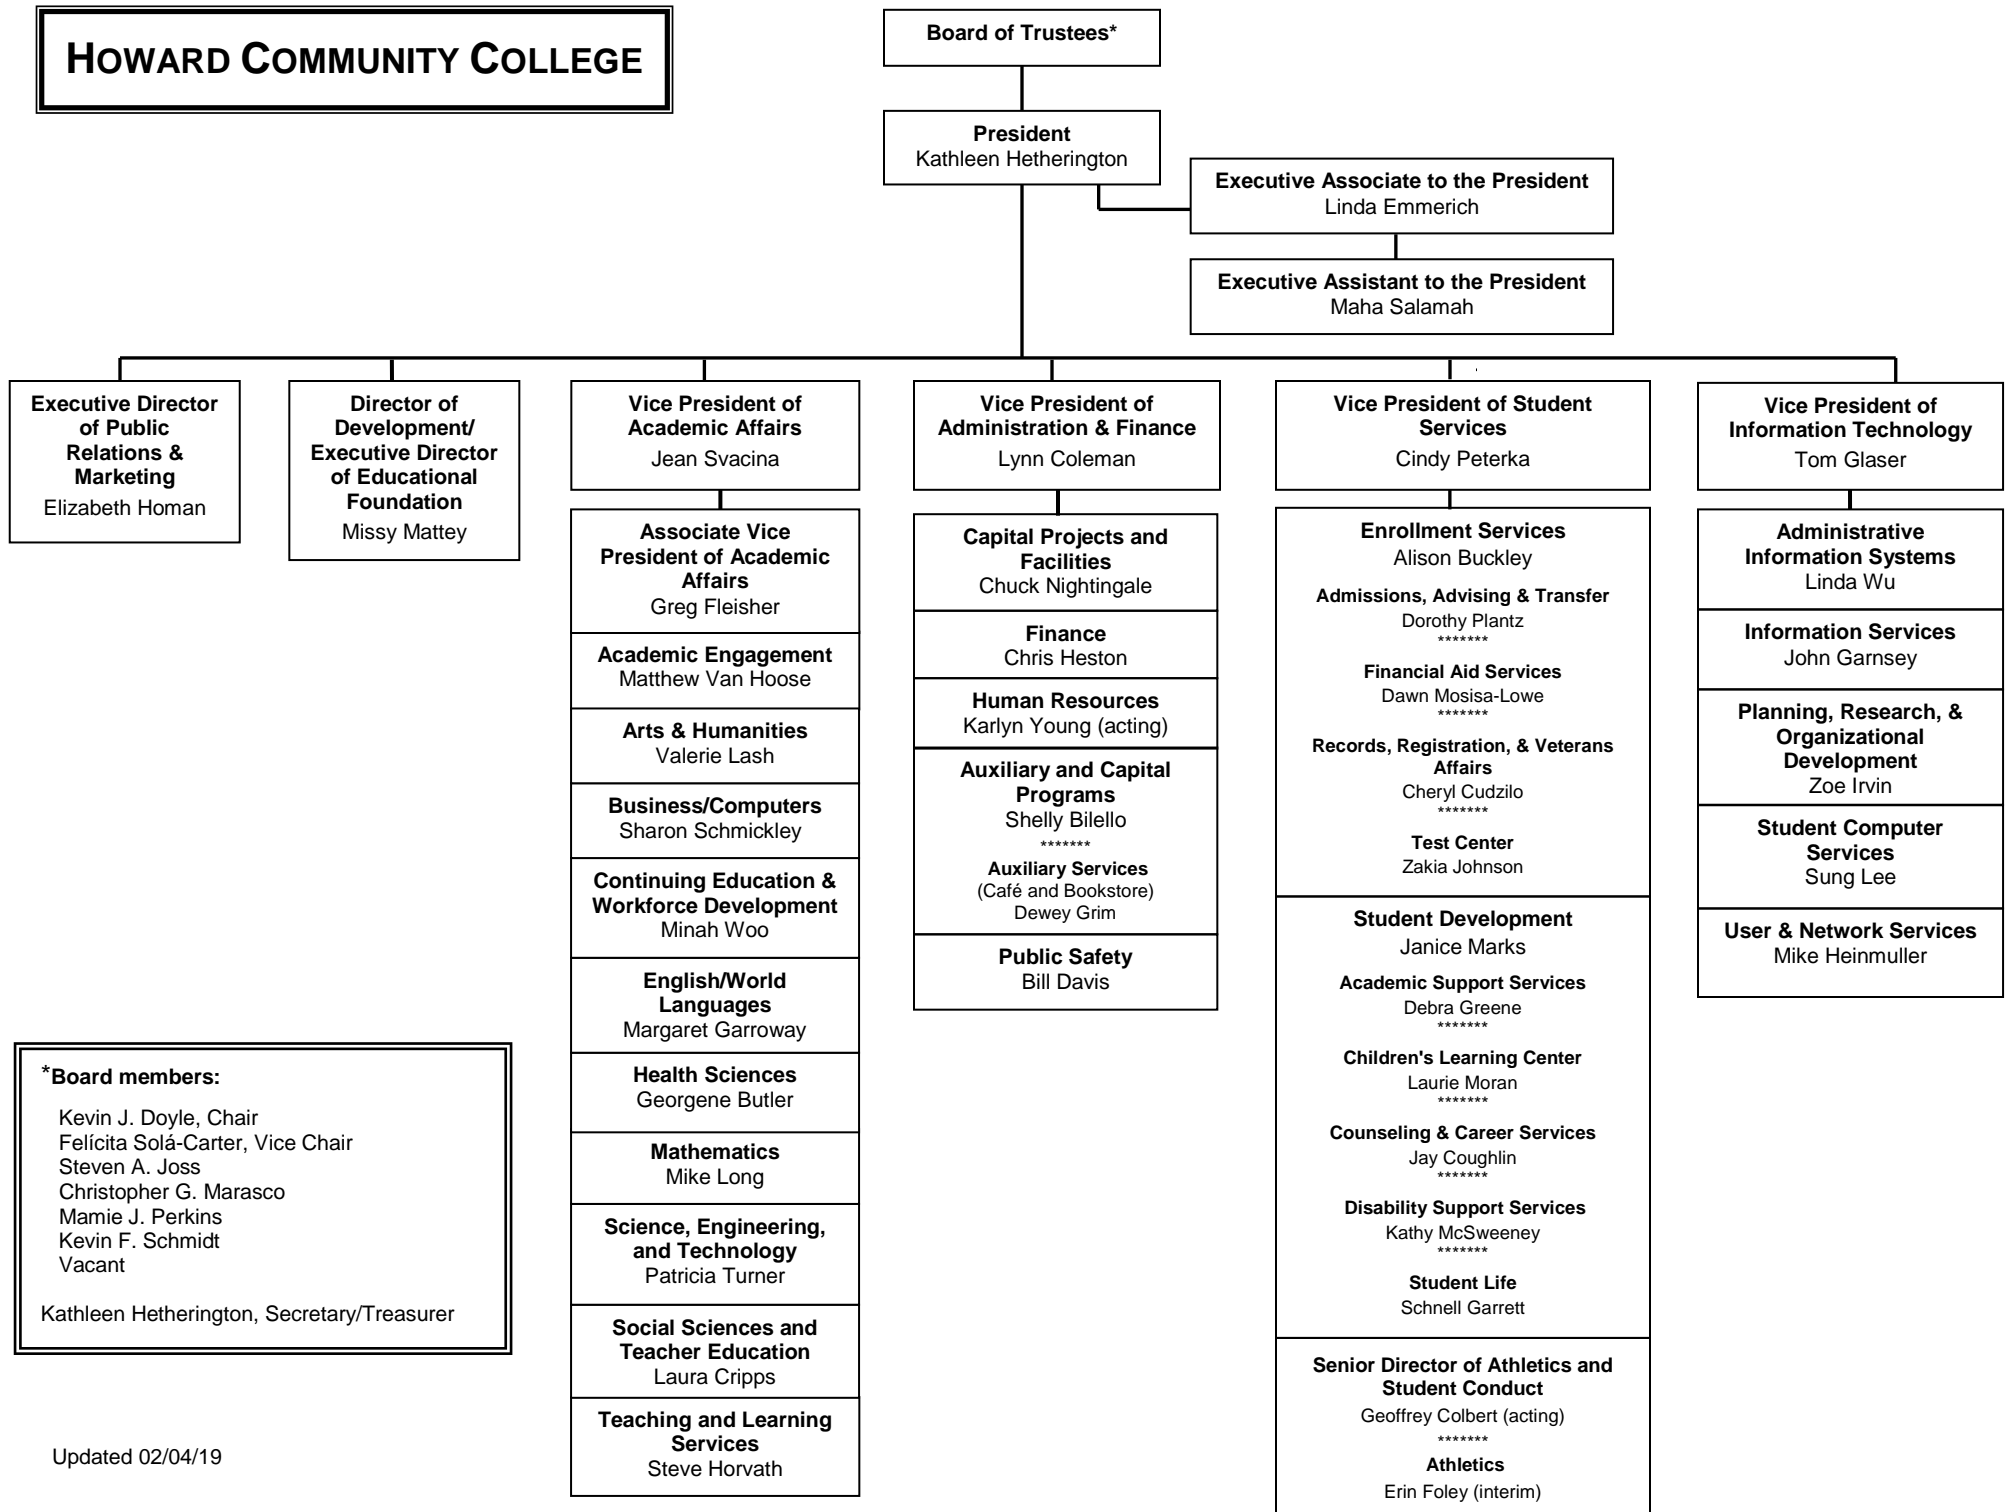 HOWARD COMMUNITY COLLEGE
Board of Trustees*
President
Kathleen Hetherington
Executive Associate to the President
Linda Emmerich
Executive Assistant to the President
Maha Salamah
Executive Director
of Public
Relations &
Marketing
Elizabeth Homan
Director of
Development/
Executive Director
of Educational
Foundation
Missy Mattey
Vice President of
Academic Affairs
Jean Svacina
Associate Vice
President of Academic
Affairs
Greg Fleisher
Academic Engagement
Matthew Van Hoose
Arts & Humanities
Valerie Lash
Business/Computers
Sharon Schmickley
Continuing Education &
Workforce Development
Minah Woo
English/World
Languages
Margaret Garroway
Health Sciences
Georgene Butler
Mathematics
Mike Long
Science, Engineering,
and Technology
Patricia Turner
Social Sciences and
Teacher Education
Laura Cripps
Teaching and Learning
Services
Steve Horvath
Vice President of
Administration & Finance
Lynn Coleman
Capital Projects and
Facilities
Chuck Nightingale
Finance
Chris Heston
Human Resources
Karlyn Young (acting)
Auxiliary and Capital
Programs
Shelly Bilello
*******
Auxiliary Services
(Café and Bookstore)
Dewey Grim
Public Safety
Bill Davis
Vice President of Student
Services
Cindy Peterka
Enrollment Services
Alison Buckley
Admissions, Advising & Transfer
Dorothy Plantz
*******
Financial Aid Services
Dawn Mosisa-Lowe
*******
Records, Registration, & Veterans
Affairs
Cheryl Cudzilo
*******
Test Center
Zakia Johnson
Student Development
Janice Marks
Academic Support Services
Debra Greene
*******
Children's Learning Center
Laurie Moran
*******
Counseling & Career Services
Jay Coughlin
*******
Disability Support Services
Kathy McSweeney
*******
Student Life
Schnell Garrett
Senior Director of Athletics and
Student Conduct
Geoffrey Colbert (acting)
*******
Athletics
Erin Foley (interim)
Vice President of
Information Technology
Tom Glaser
Administrative
Information Systems
Linda Wu
Information Services
John Garnsey
Planning, Research, &
Organizational
Development
Zoe Irvin
Student Computer
Services
Sung Lee
User & Network Services
Mike Heinmuller
*Board members:
Kevin J. Doyle, Chair
Felícita Solá-Carter, Vice Chair
Steven A. Joss
Christopher G. Marasco
Mamie J. Perkins
Kevin F. Schmidt
Vacant
Kathleen Hetherington, Secretary/Treasurer
Updated 02/04/19